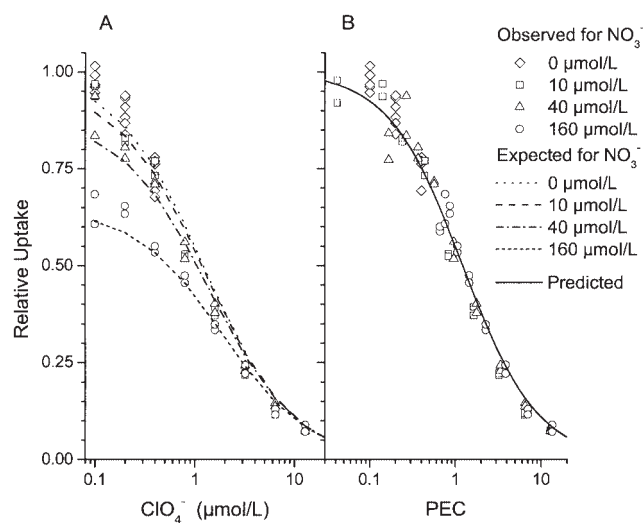 A
B
Relative Uptake
1.00
0.75
0.50
0.25
0.00
0.1
1
10
ClO₄⁻ (μmol/L)
0.1
1
10
PEC
Observed for NO₃⁻
0 μmol/L
10 μmol/L
40 μmol/L
160 μmol/L
Expected for NO₃⁻
0 μmol/L
10 μmol/L
40 μmol/L
160 μmol/L
Predicted